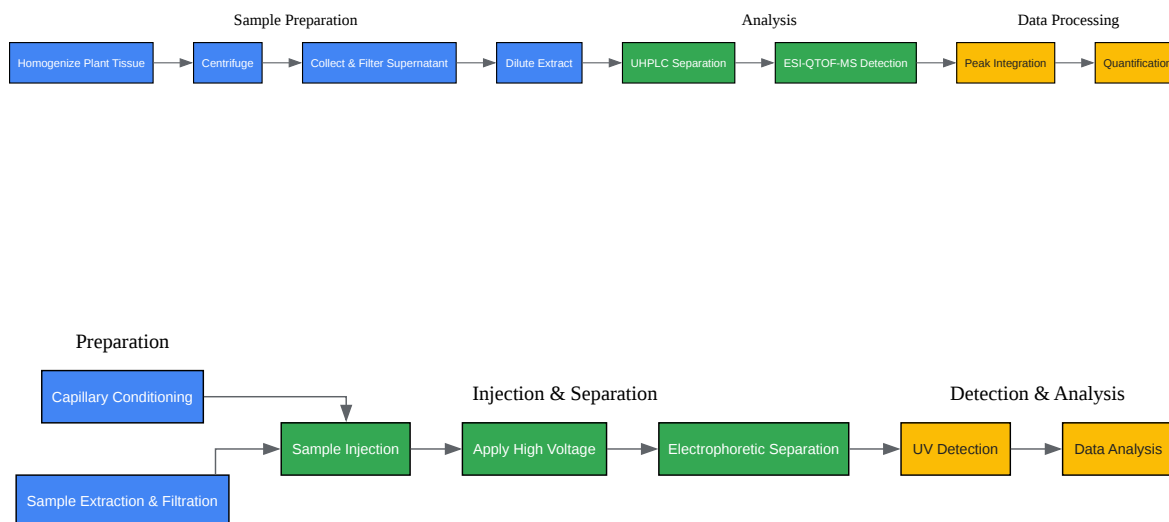 Sample Preparation
Analysis
Data Processing
Homogenize Plant Tissue
Centrifuge
Collect & Filter Supernatant
Dilute Extract
UHPLC Separation
ESI-QTOF-MS Detection
Peak Integration
Quantification
Preparation
Capillary Conditioning
Injection & Separation
Detection & Analysis
Sample Injection
Apply High Voltage
Electrophoretic Separation
UV Detection
Data Analysis
Sample Extraction & Filtration